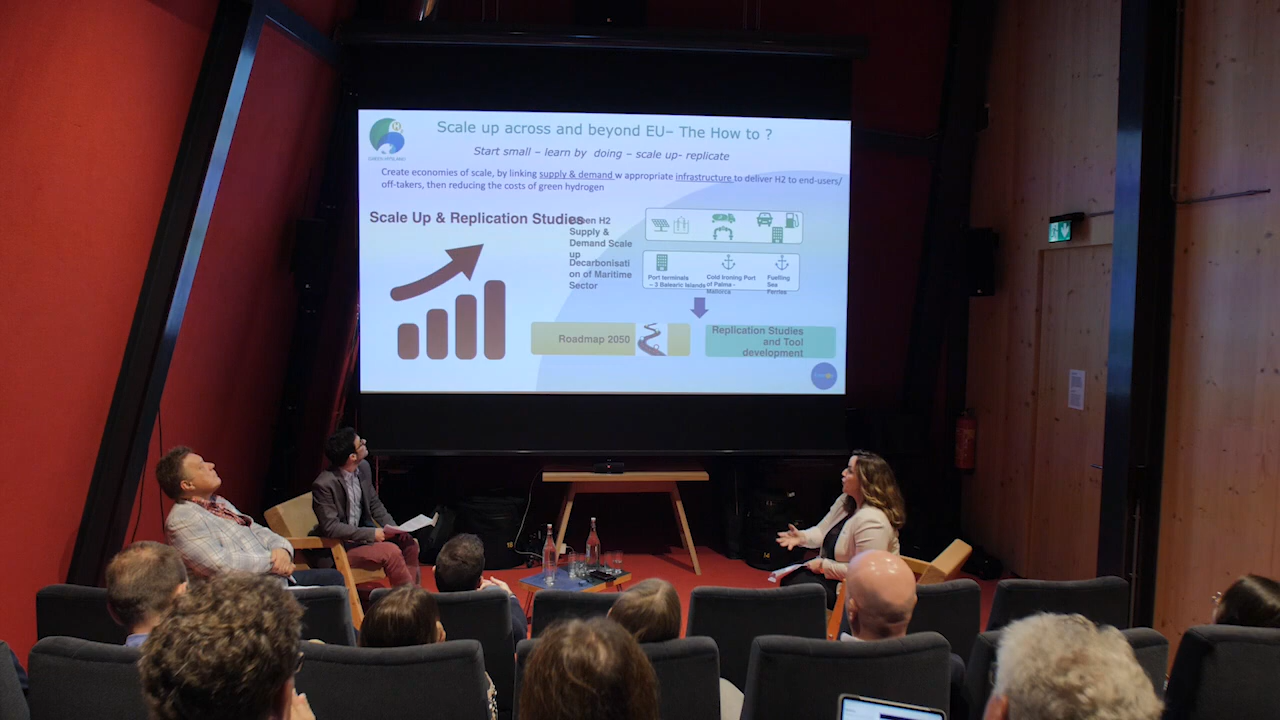 Scale up across and beyond EU– The How to ?
Start small – learn by doing – scale up- replicate
Create economies of scale, by linking supply & demand w appropriate infrastructure to deliver H2 to end-users/
off-takers, then reducing the costs of green hydrogen
Scale Up & Replication Studies
een H2
Supply &
Demand Scale
up
Decarbonisati
on of Maritime
Sector
Port terminals
– 3 Balearic Islands
Cold Ironing Port
of Palma -
Mallorca
Fuelling
Sea
Ferries
Roadmap 2050
Replication Studies
and Tool
development